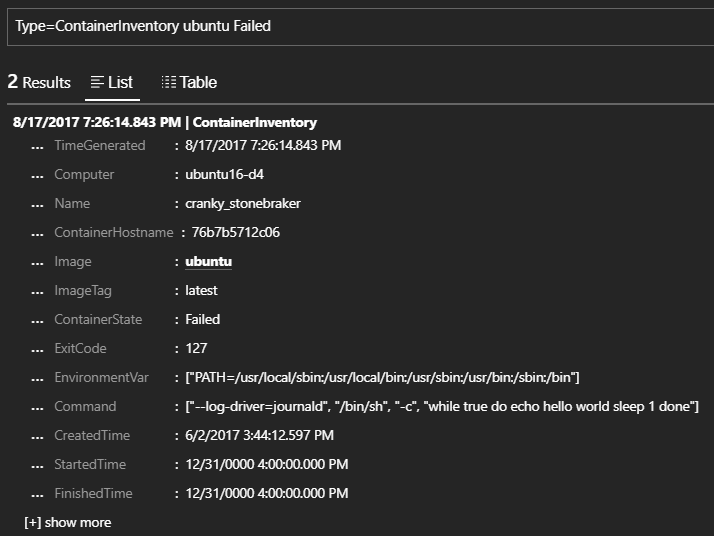 Type=ContainerInventory ubuntu Failed
2 Results List Table
8/17/2017 7:26:14.843 PM | ContainerInventory
... TimeGenerated : 8/17/2017 7:26:14.843 PM
... Computer : ubuntu16-d4
... Name : cranky_stonebraker
... ContainerHostname : 76b7b5712c06
... Image : ubuntu
... ImageTag : latest
... ContainerState : Failed
... ExitCode : 127
... EnvironmentVar : ["PATH=/usr/local/sbin:/usr/local/bin:/usr/sbin:/usr/bin:/sbin:/bin"]
... Command : ["--log-driver=journald", "/bin/sh", "-c", "while true do echo hello world sleep 1 done"]
... CreatedTime : 6/2/2017 3:44:12.597 PM
... StartedTime : 12/31/0000 4:00:00.000 PM
... FinishedTime : 12/31/0000 4:00:00.000 PM
[+] show more